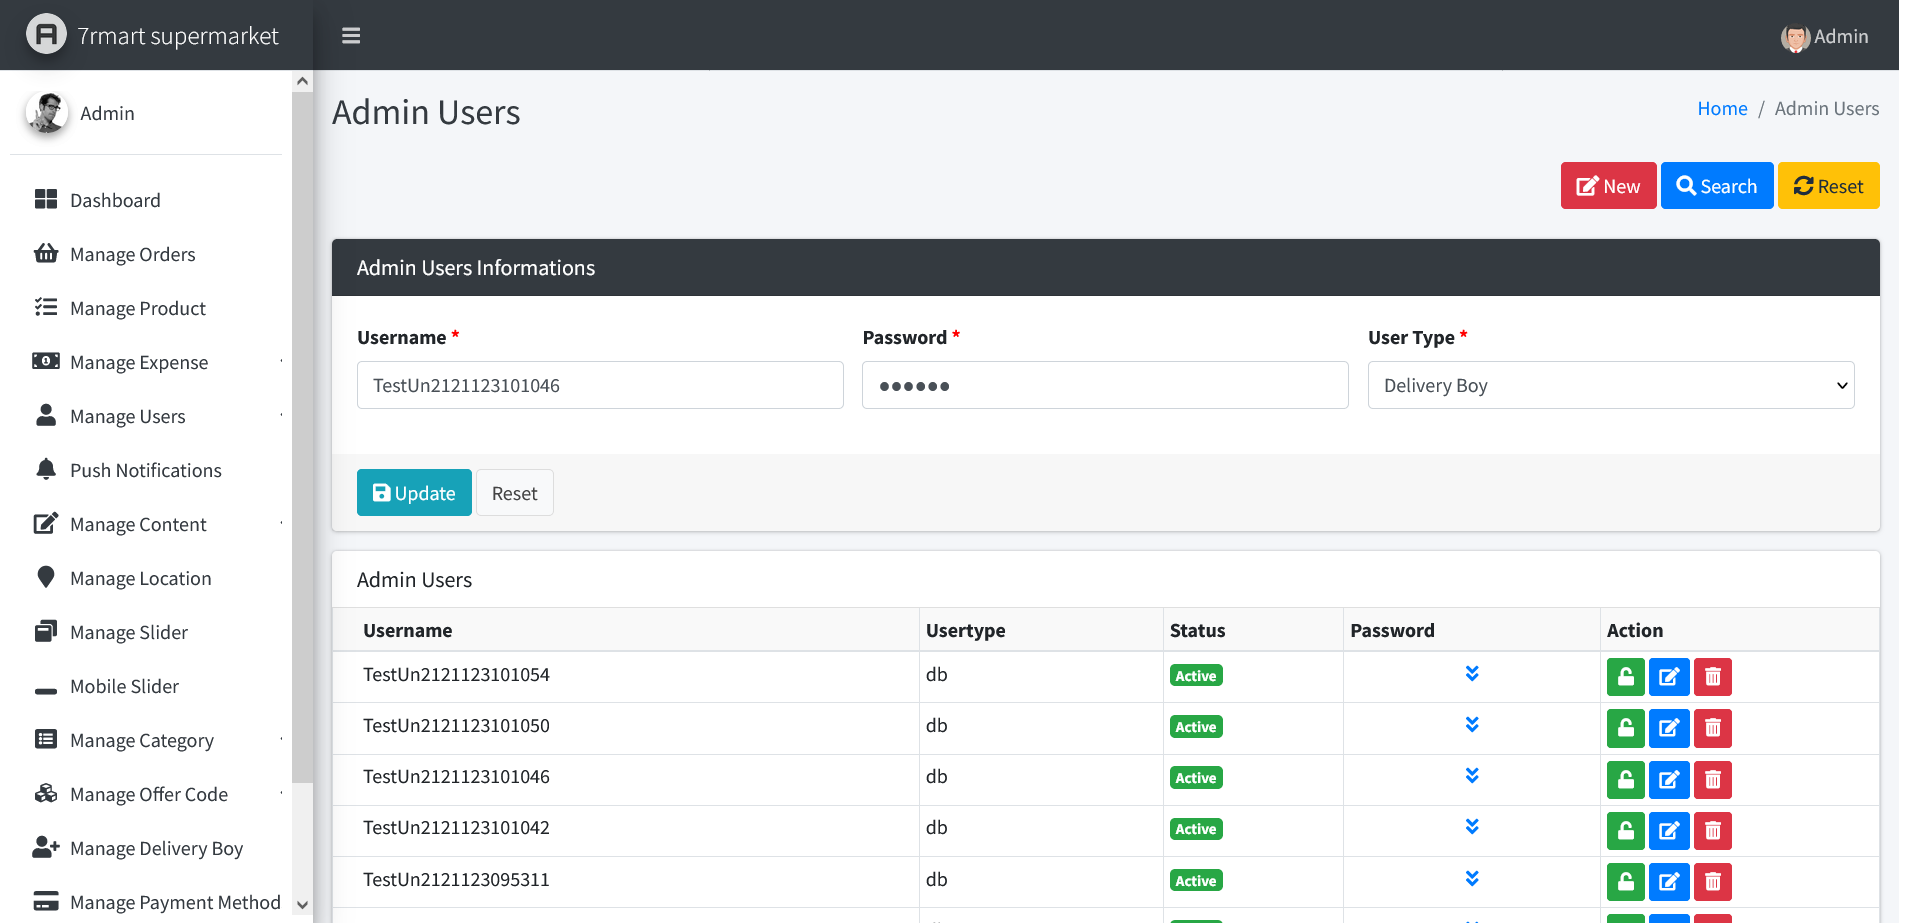 7rmart supermarket
Admin
Admin
Dashboard
Manage Orders
Manage Product
Manage Expense
Manage Users
Push Notifications
Manage Content
Manage Location
Manage Slider
Mobile Slider
Manage Category
Manage Offer Code
Manage Delivery Boy
Manage Payment Method
Admin Users
Home / Admin Users
New Search Reset
Admin Users Informations
Username * Password * User Type *
TestUn2121123101046 ●●●●●● Delivery Boy
Update Reset
Admin Users
Username Usertype Status Password Action
TestUn2121123101054 db Active
TestUn2121123101050 db Active
TestUn2121123101046 db Active
TestUn2121123101042 db Active
TestUn2121123095311 db Active